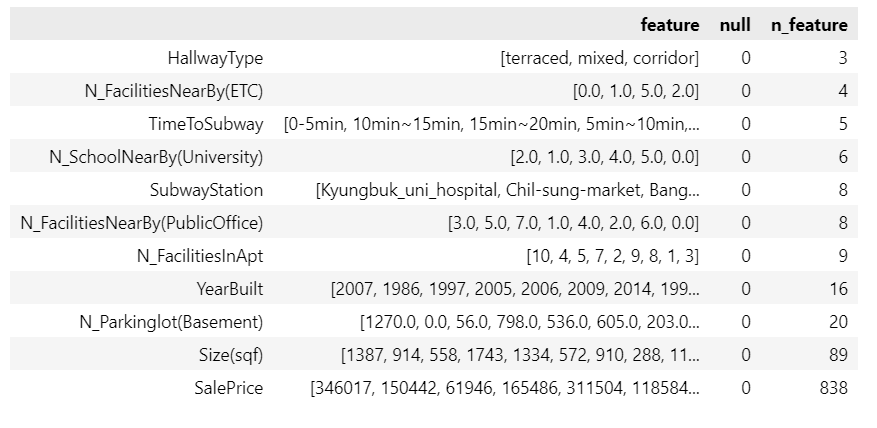 feature null n_feature
HallwayType [terraced, mixed, corridor] 0 3
N_FacilitiesNearBy(ETC) [0.0, 1.0, 5.0, 2.0] 0 4
TimeToSubway [0-5min, 10min~15min, 15min~20min, 5min~10min,... 0 5
N_SchoolNearBy(University) [2.0, 1.0, 3.0, 4.0, 5.0, 0.0] 0 6
SubwayStation [Kyungbuk_uni_hospital, Chil-sung-market, Bang... 0 8
N_FacilitiesNearBy(PublicOffice) [3.0, 5.0, 7.0, 1.0, 4.0, 2.0, 6.0, 0.0] 0 8
N_FacilitiesInApt [10, 4, 5, 7, 2, 9, 8, 1, 3] 0 9
YearBuilt [2007, 1986, 1997, 2005, 2006, 2009, 2014, 199... 0 16
N_Parkinglot(Basement) [1270.0, 0.0, 56.0, 798.0, 536.0, 605.0, 203.0... 0 20
Size(sqf) [1387, 914, 558, 1743, 1334, 572, 910, 288, 11... 0 89
SalePrice [346017, 150442, 61946, 165486, 311504, 118584... 0 838